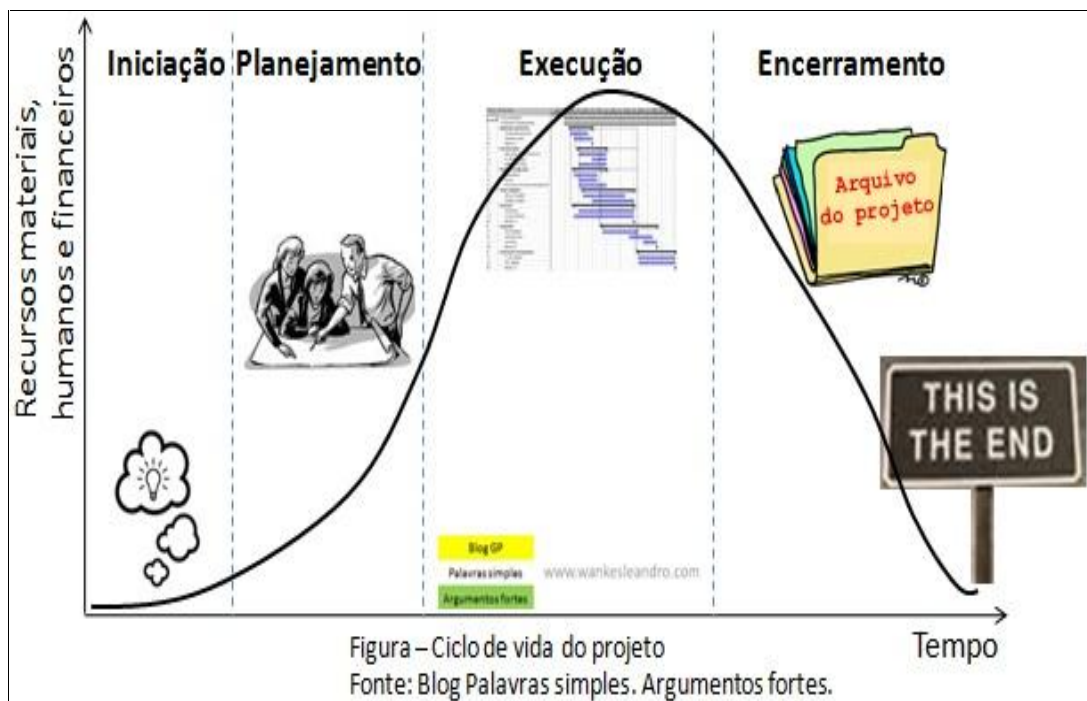 Recursos materiais,
humanos e financeiros
Iniciação
Planejamento
Execução
Encerramento
Arquivo
do projeto
THIS IS
THE END
Blog GP
Palavras simples
www.wankesleandro.com
Argumentos fortes
Tempo
Figura – Ciclo de vida do projeto
Fonte: Blog Palavras simples. Argumentos fortes.